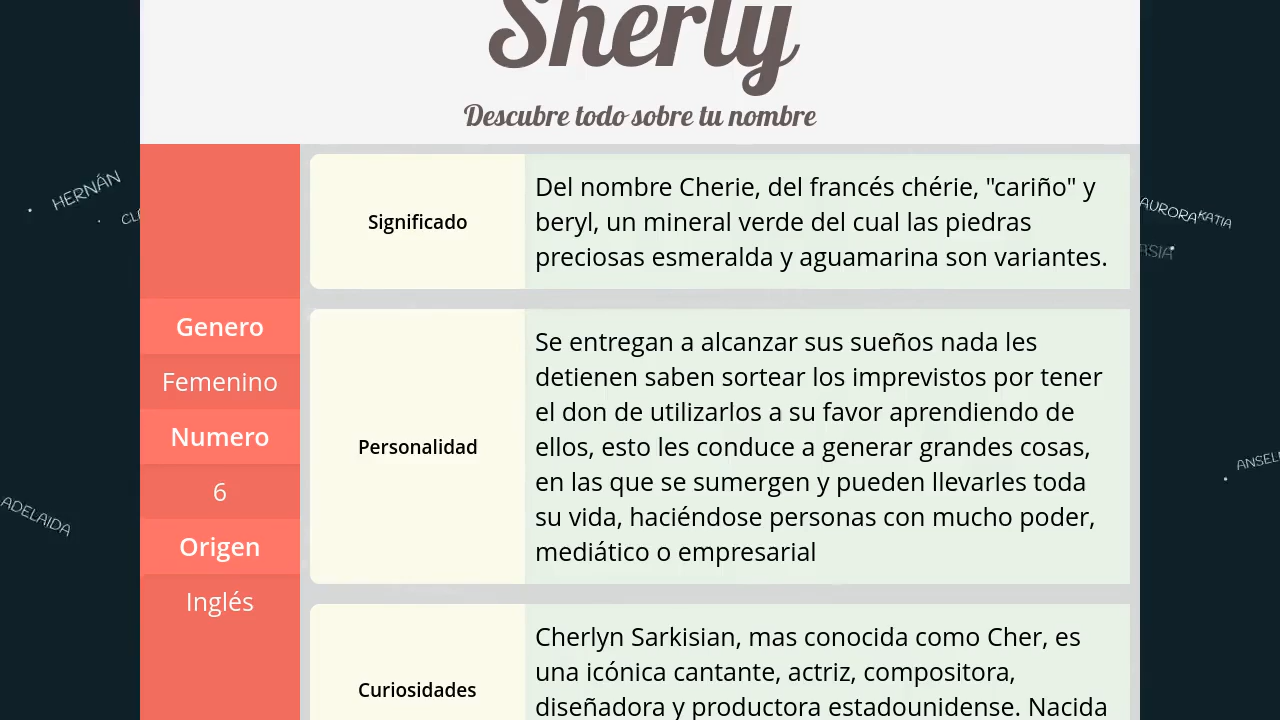 Sherly
Descubre todo sobre tu nombre
HERNÁN
AURORA
KATIA
ADELAIDA
Genero
Femenino
Numero
6
Origen
Inglés
Significado
Del nombre Cherie, del francés chérie, "cariño" y
beryl, un mineral verde del cual las piedras
preciosas esmeralda y aguamarina son variantes.
Personalidad
Se entregan a alcanzar sus sueños nada les
detienen saben sortear los imprevistos por tener
el don de utilizarlos a su favor aprendiendo de
ellos, esto les conduce a generar grandes cosas,
en las que se sumergen y pueden llevarles toda
su vida, haciéndose personas con mucho poder,
mediático o empresarial
Curiosidades
Cherlyn Sarkisian, mas conocida como Cher, es
una icónica cantante, actriz, compositora,
diseñadora y productora estadounidense. Nacida